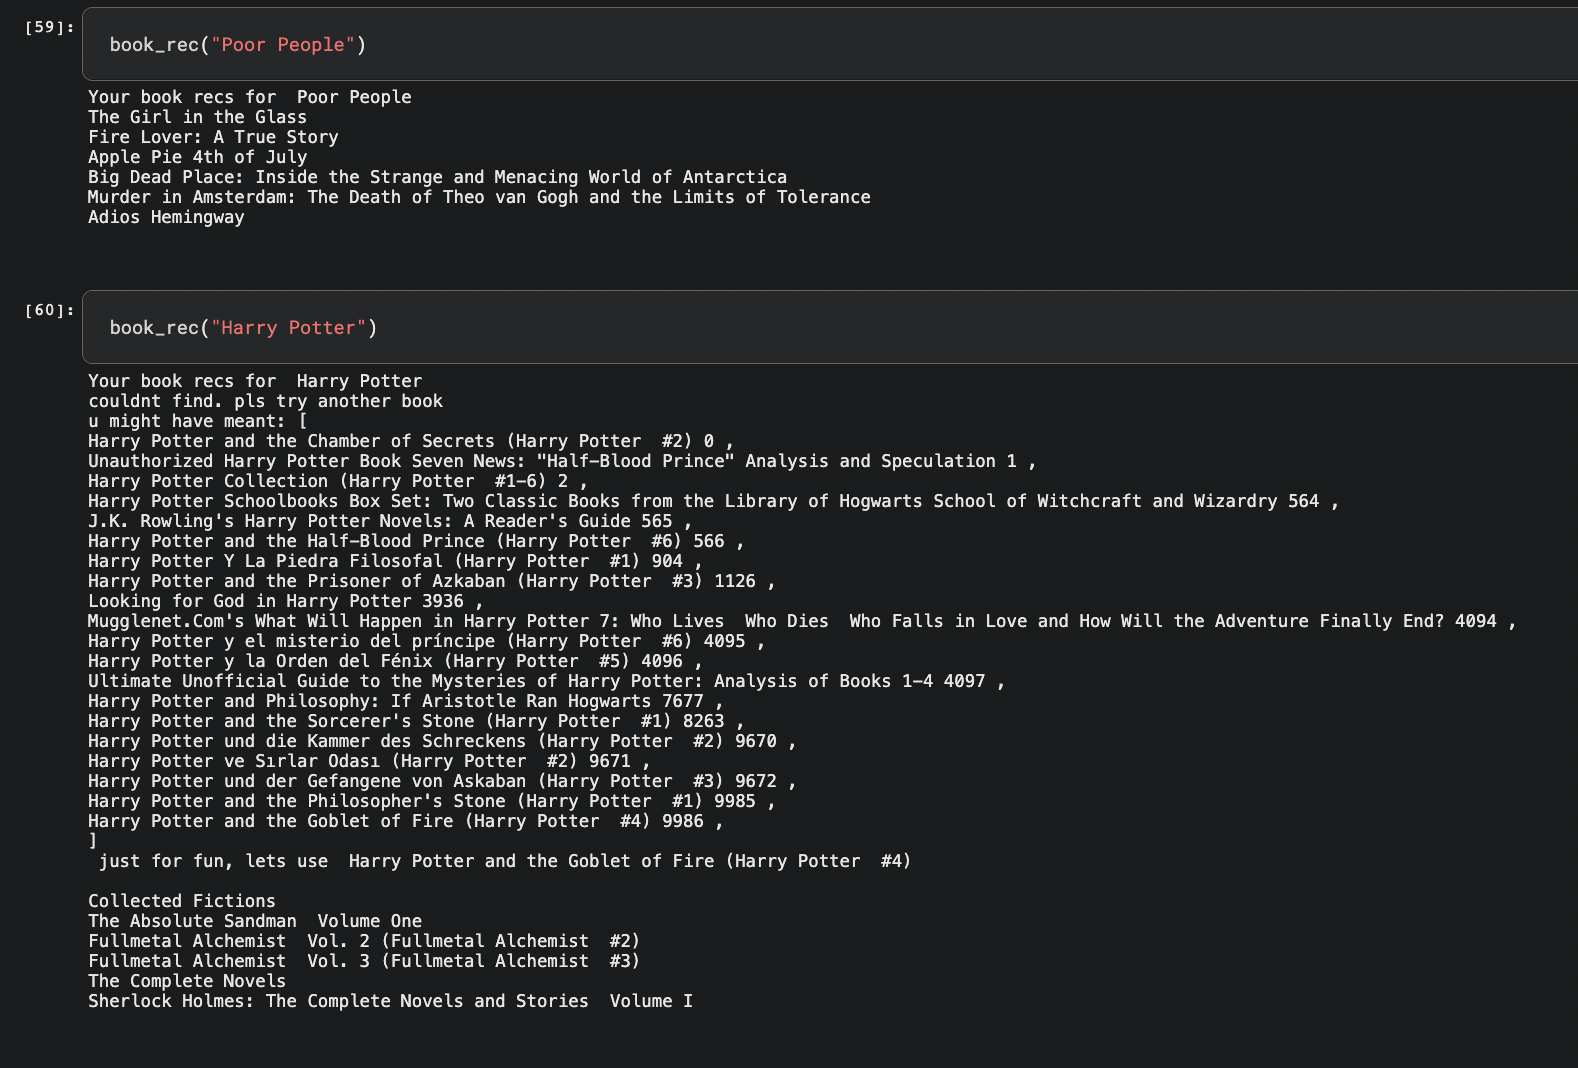 [59]:
book_rec("Poor People")
Your book recs for  Poor People
The Girl in the Glass
Fire Lover: A True Story
Apple Pie 4th of July
Big Dead Place: Inside the Strange and Menacing World of Antarctica
Murder in Amsterdam: The Death of Theo van Gogh and the Limits of Tolerance
Adios Hemingway
[60]:
book_rec("Harry Potter")
Your book recs for  Harry Potter
couldnt find. pls try another book
u might have meant: [
Harry Potter and the Chamber of Secrets (Harry Potter  #2) 0 ,
Unauthorized Harry Potter Book Seven News: "Half-Blood Prince" Analysis and Speculation 1 ,
Harry Potter Collection (Harry Potter  #1-6) 2 ,
Harry Potter Schoolbooks Box Set: Two Classic Books from the Library of Hogwarts School of Witchcraft and Wizardry 564 ,
J.K. Rowling's Harry Potter Novels: A Reader's Guide 565 ,
Harry Potter and the Half-Blood Prince (Harry Potter  #6) 566 ,
Harry Potter Y La Piedra Filosofal (Harry Potter  #1) 904 ,
Harry Potter and the Prisoner of Azkaban (Harry Potter  #3) 1126 ,
Looking for God in Harry Potter 3936 ,
Mugglenet.Com's What Will Happen in Harry Potter 7: Who Lives  Who Dies  Who Falls in Love and How Will the Adventure Finally End? 4094 ,
Harry Potter y el misterio del príncipe (Harry Potter  #6) 4095 ,
Harry Potter y la Orden del Fénix (Harry Potter  #5) 4096 ,
Ultimate Unofficial Guide to the Mysteries of Harry Potter: Analysis of Books 1-4 4097 ,
Harry Potter and Philosophy: If Aristotle Ran Hogwarts 7677 ,
Harry Potter and the Sorcerer's Stone (Harry Potter  #1) 8263 ,
Harry Potter und die Kammer des Schreckens (Harry Potter  #2) 9670 ,
Harry Potter ve Sırlar Odası (Harry Potter  #2) 9671 ,
Harry Potter und der Gefangene von Askaban (Harry Potter  #3) 9672 ,
Harry Potter and the Philosopher's Stone (Harry Potter  #1) 9985 ,
Harry Potter and the Goblet of Fire (Harry Potter  #4) 9986 ,
]
just for fun, lets use  Harry Potter and the Goblet of Fire (Harry Potter  #4)
Collected Fictions
The Absolute Sandman  Volume One
Fullmetal Alchemist  Vol. 2 (Fullmetal Alchemist  #2)
Fullmetal Alchemist  Vol. 3 (Fullmetal Alchemist  #3)
The Complete Novels
Sherlock Holmes: The Complete Novels and Stories  Volume I